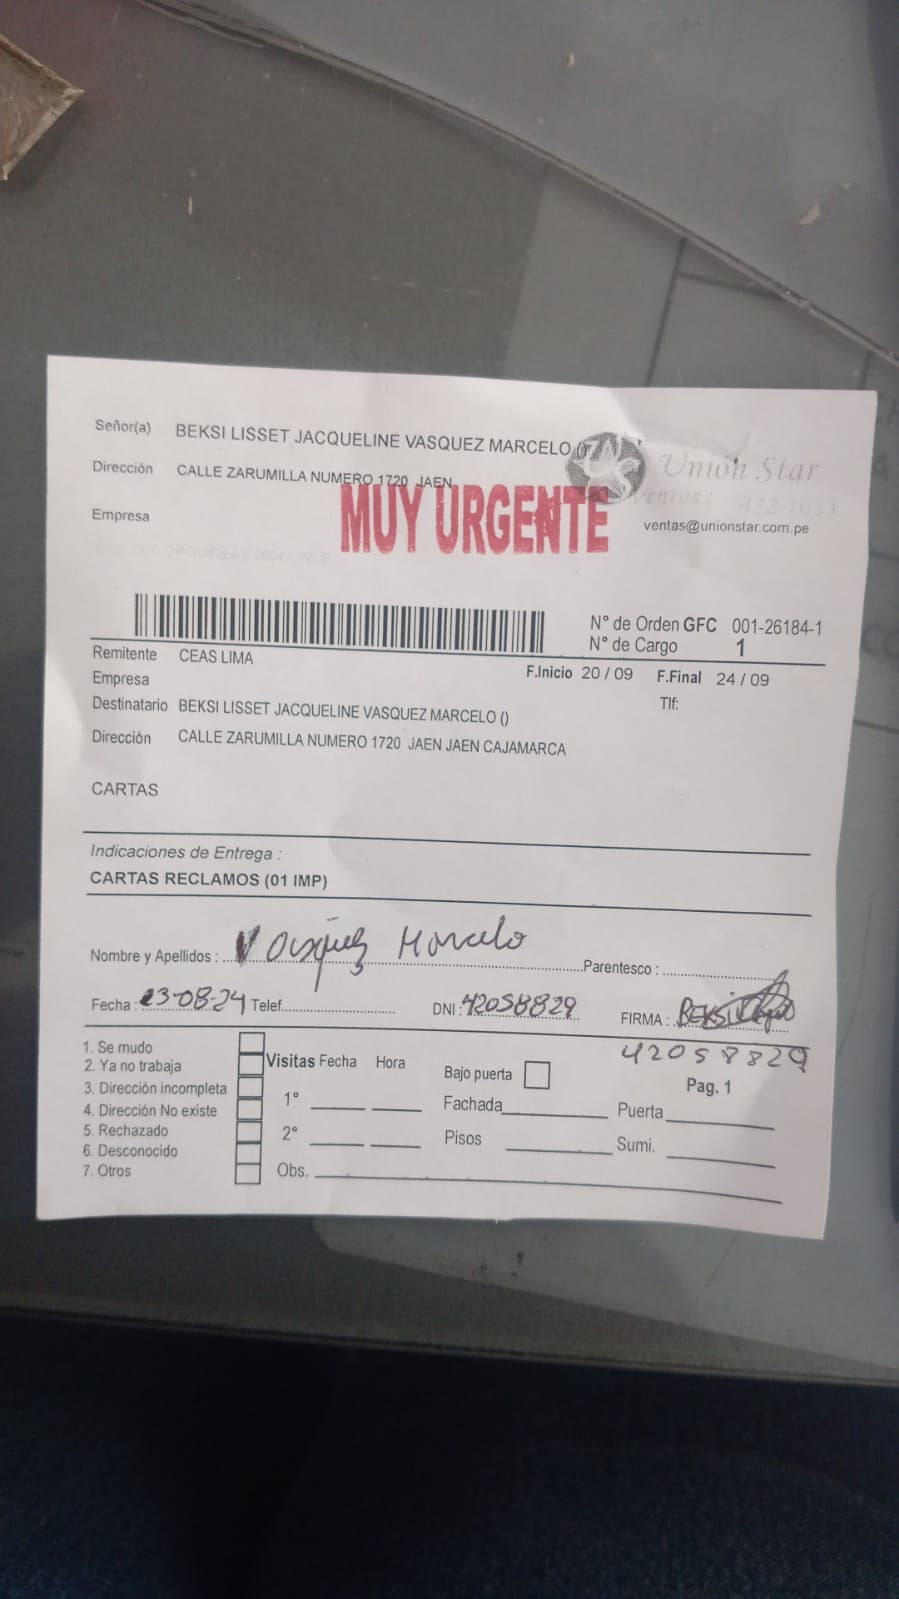 Señor(a) BEKSI LISSET JACQUELINE VASQUEZ MARCELO ()
Unión Star
Dirección CALLE ZARUMILLA NUMERO 1720 JAEN
MUY URGENTE
Ventas: 422-1053
Empresa
ventas@unionstar.com.pe
N° de Orden GFC 001-26184-1
N° de Cargo 1
Remitente CEAS LIMA
F.Inicio 20 / 09 F.Final 24 / 09
Empresa
Tlf:
Destinatario BEKSI LISSET JACQUELINE VASQUEZ MARCELO ()
Dirección CALLE ZARUMILLA NUMERO 1720 JAEN JAEN CAJAMARCA
CARTAS
Indicaciones de Entrega :
CARTAS RECLAMOS (01 IMP)
Nombre y Apellidos : Vasquez Marcelo Parentesco :
Fecha : 23-08-24 Telef. DNI : 42058829 FIRMA : BEKSI
42058829
Pag. 1
1. Se mudo
2. Ya no trabaja
3. Dirección incompleta
4. Dirección No existe
5. Rechazado
6. Desconocido
7. Otros
Visitas Fecha Hora
1°
2°
Obs.
Bajo puerta
Fachada Puerta
Pisos Sumi.